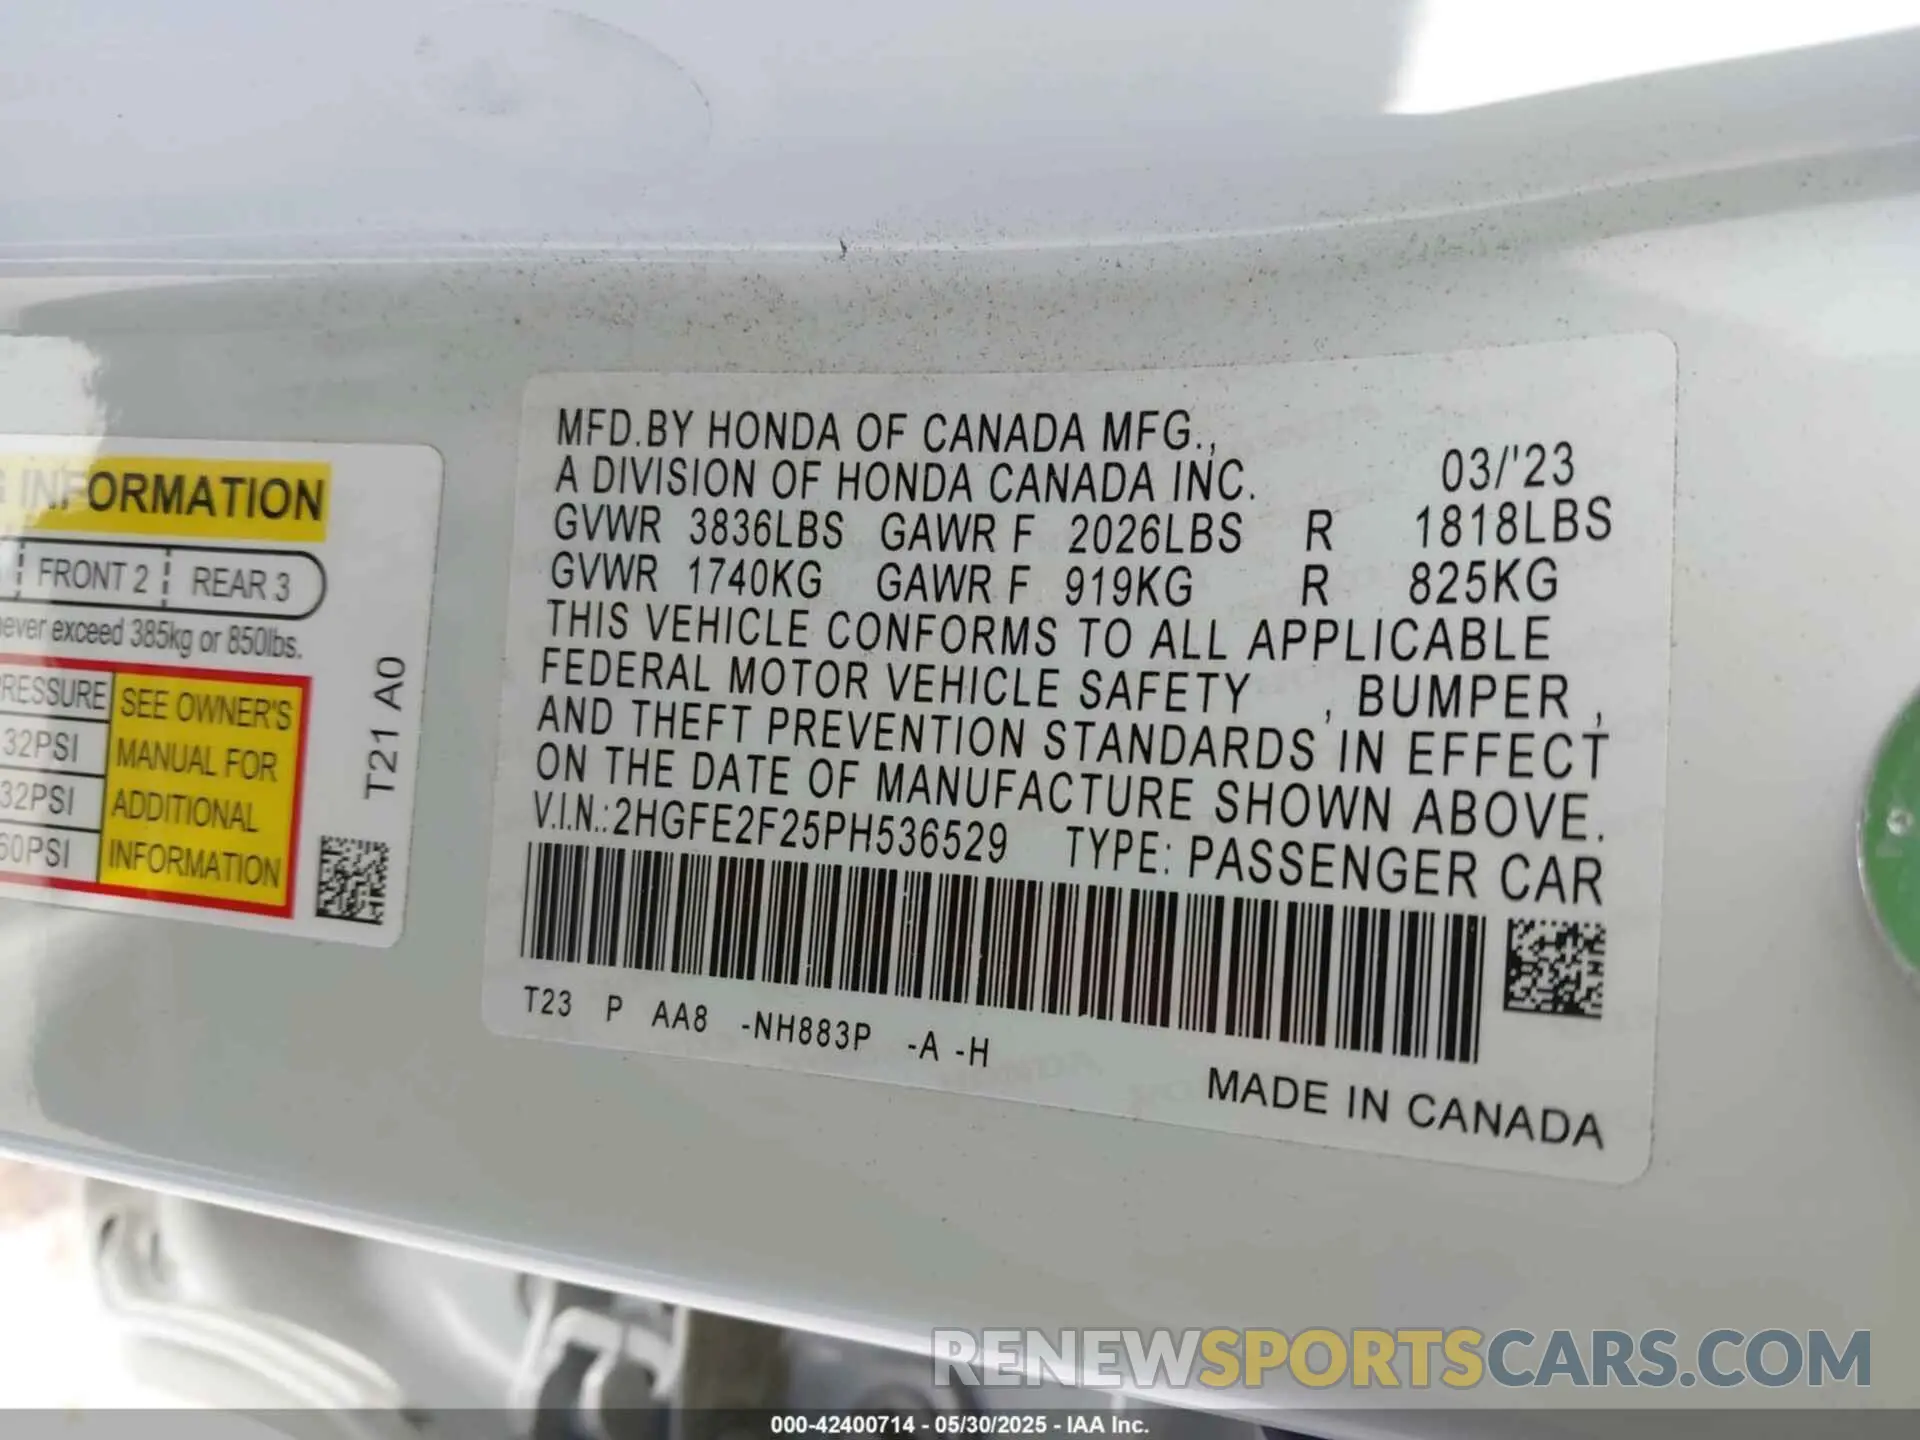 INFORMATION
FRONT 2 REAR 3
never exceed 385kg or 850lbs.
PRESSURE
32PSI
32PSI
60PSI
SEE OWNER'S
MANUAL FOR
ADDITIONAL
INFORMATION
T21 A0
MFD.BY HONDA OF CANADA MFG.,
A DIVISION OF HONDA CANADA INC. 03/'23
GVWR 3836LBS GAWR F 2026LBS R 1818LBS
GVWR 1740KG GAWR F 919KG R 825KG
THIS VEHICLE CONFORMS TO ALL APPLICABLE
FEDERAL MOTOR VEHICLE SAFETY , BUMPER ,
AND THEFT PREVENTION STANDARDS IN EFFECT
ON THE DATE OF MANUFACTURE SHOWN ABOVE.
V.I.N.:2HGFE2F25PH536529 TYPE: PASSENGER CAR
T23 P AA8 -NH883P -A -H
MADE IN CANADA
RENEWSPORTSCARS.COM
000-42400714 - 05/30/2025 - IAA Inc.